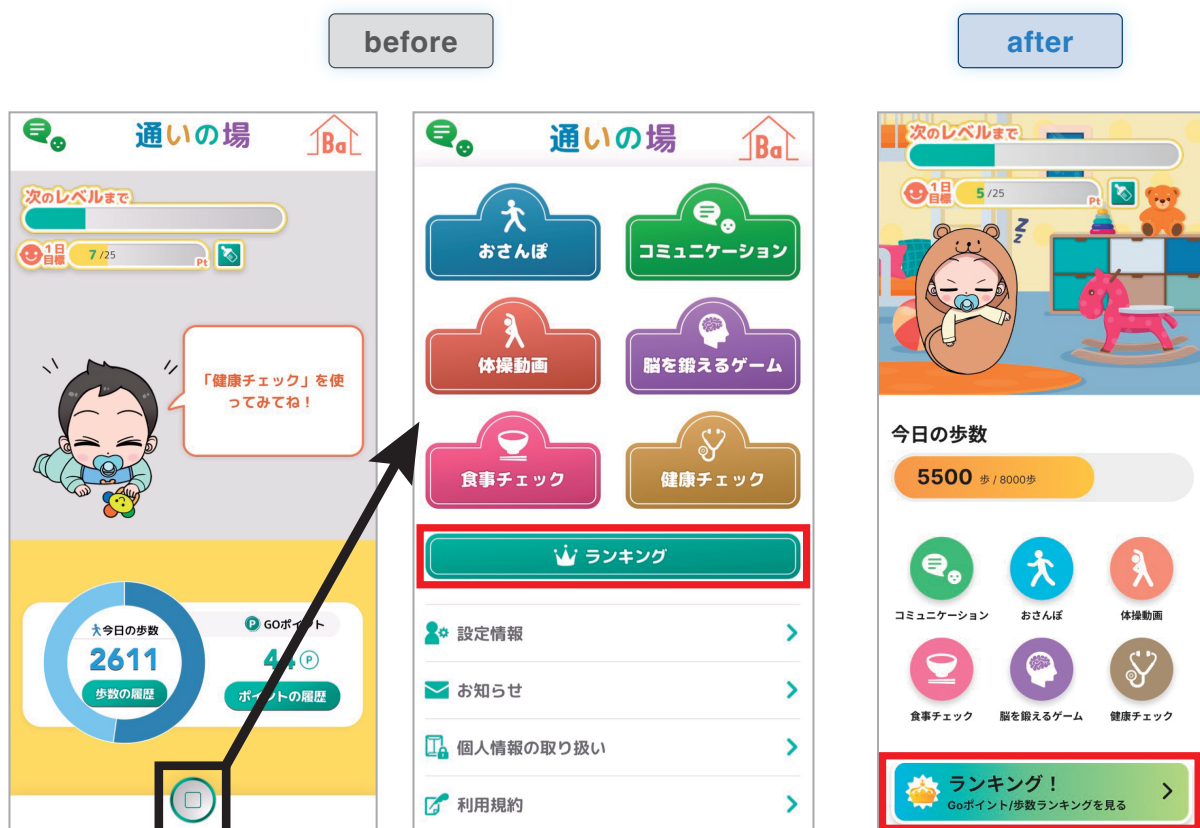 before
after
通いの場
Ba
次のレベルまで
1日
目標
7 /25
Pt
「健康チェック」を使
ってみてね！
今日の歩数
2611
歩数の履歴
P GOポイント
44 P
ポイントの履歴
通いの場
Ba
おさんぽ
コミュニケーション
体操動画
脳を鍛えるゲーム
食事チェック
健康チェック
ランキング
設定情報
お知らせ
個人情報の取り扱い
利用規約
次のレベルまで
1日
目標
5 /25
Pt
z
z
今日の歩数
5500 歩 / 8000歩
コミュニケーション
おさんぽ
体操動画
食事チェック
脳を鍛えるゲーム
健康チェック
ランキング！
Goポイント/歩数ランキングを見る